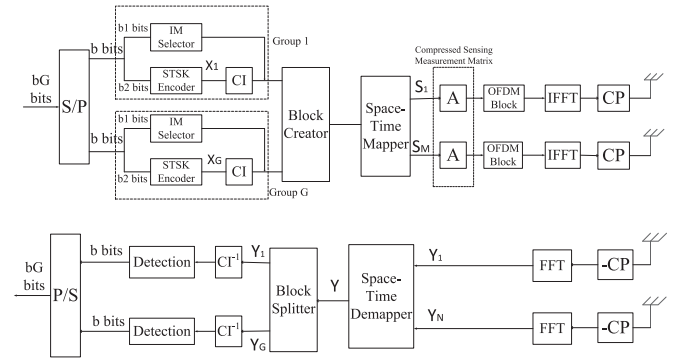 bG
bits
S/P
b bits
b1 bits
IM
Selector
b2 bits
STSK
Encoder
X1
CI
Group 1
b bits
b1 bits
IM
Selector
b2 bits
STSK
Encoder
XG
CI
Group G
Block
Creator
Space-
Time
Mapper
Compressed Sensing
Measurement Matrix
S1
A
OFDM
Block
IFFT
CP
SM
A
OFDM
Block
IFFT
CP
bG
bits
P/S
b bits
Detection
CI-1
Y1
b bits
Detection
CI-1
YG
Block
Splitter
Y
Space-
Time
Demapper
Y1
FFT
-CP
YN
FFT
-CP